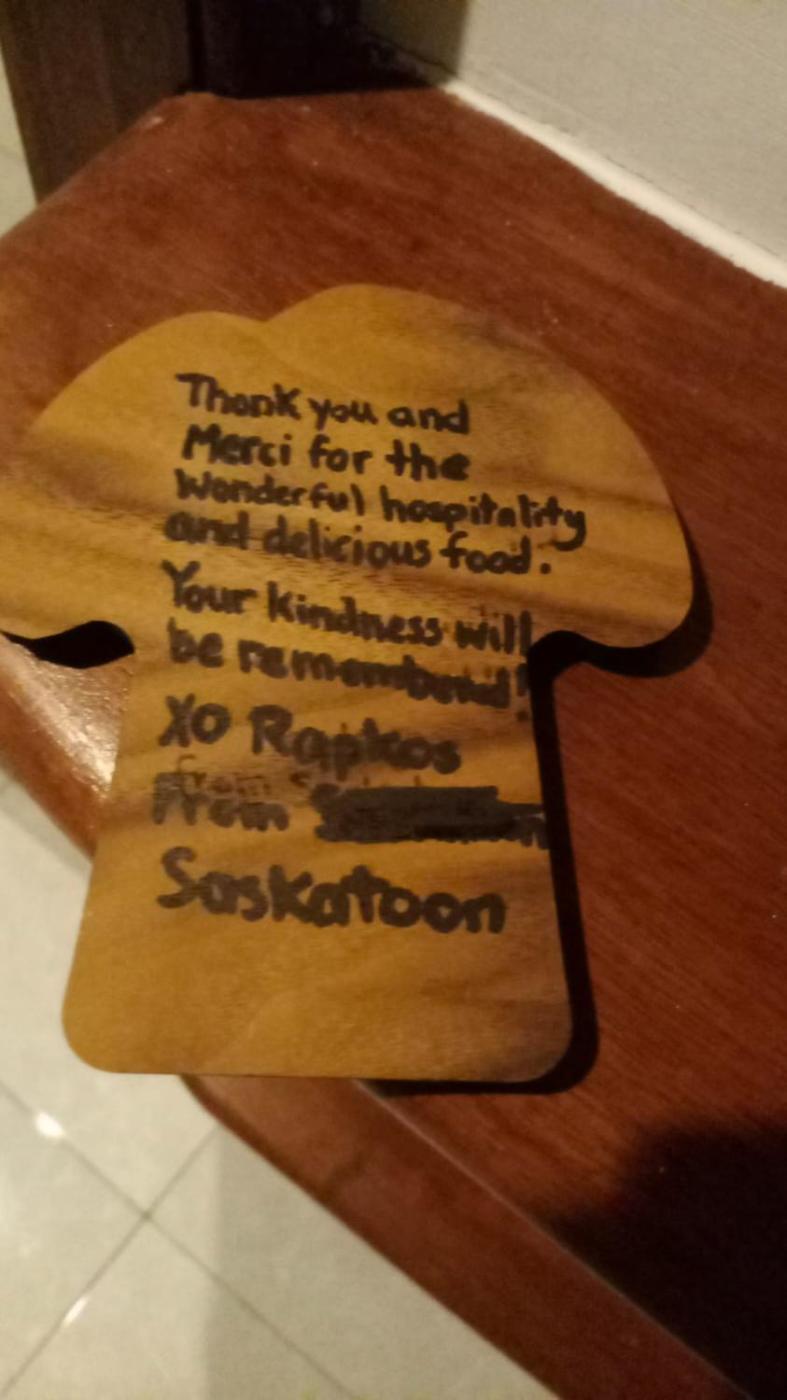 Thank you and
Merci for the
Wonderful hospitality
and delicious food.
Your kindness will
be remembered!
XO Rapkos
from
From
Saskatoon